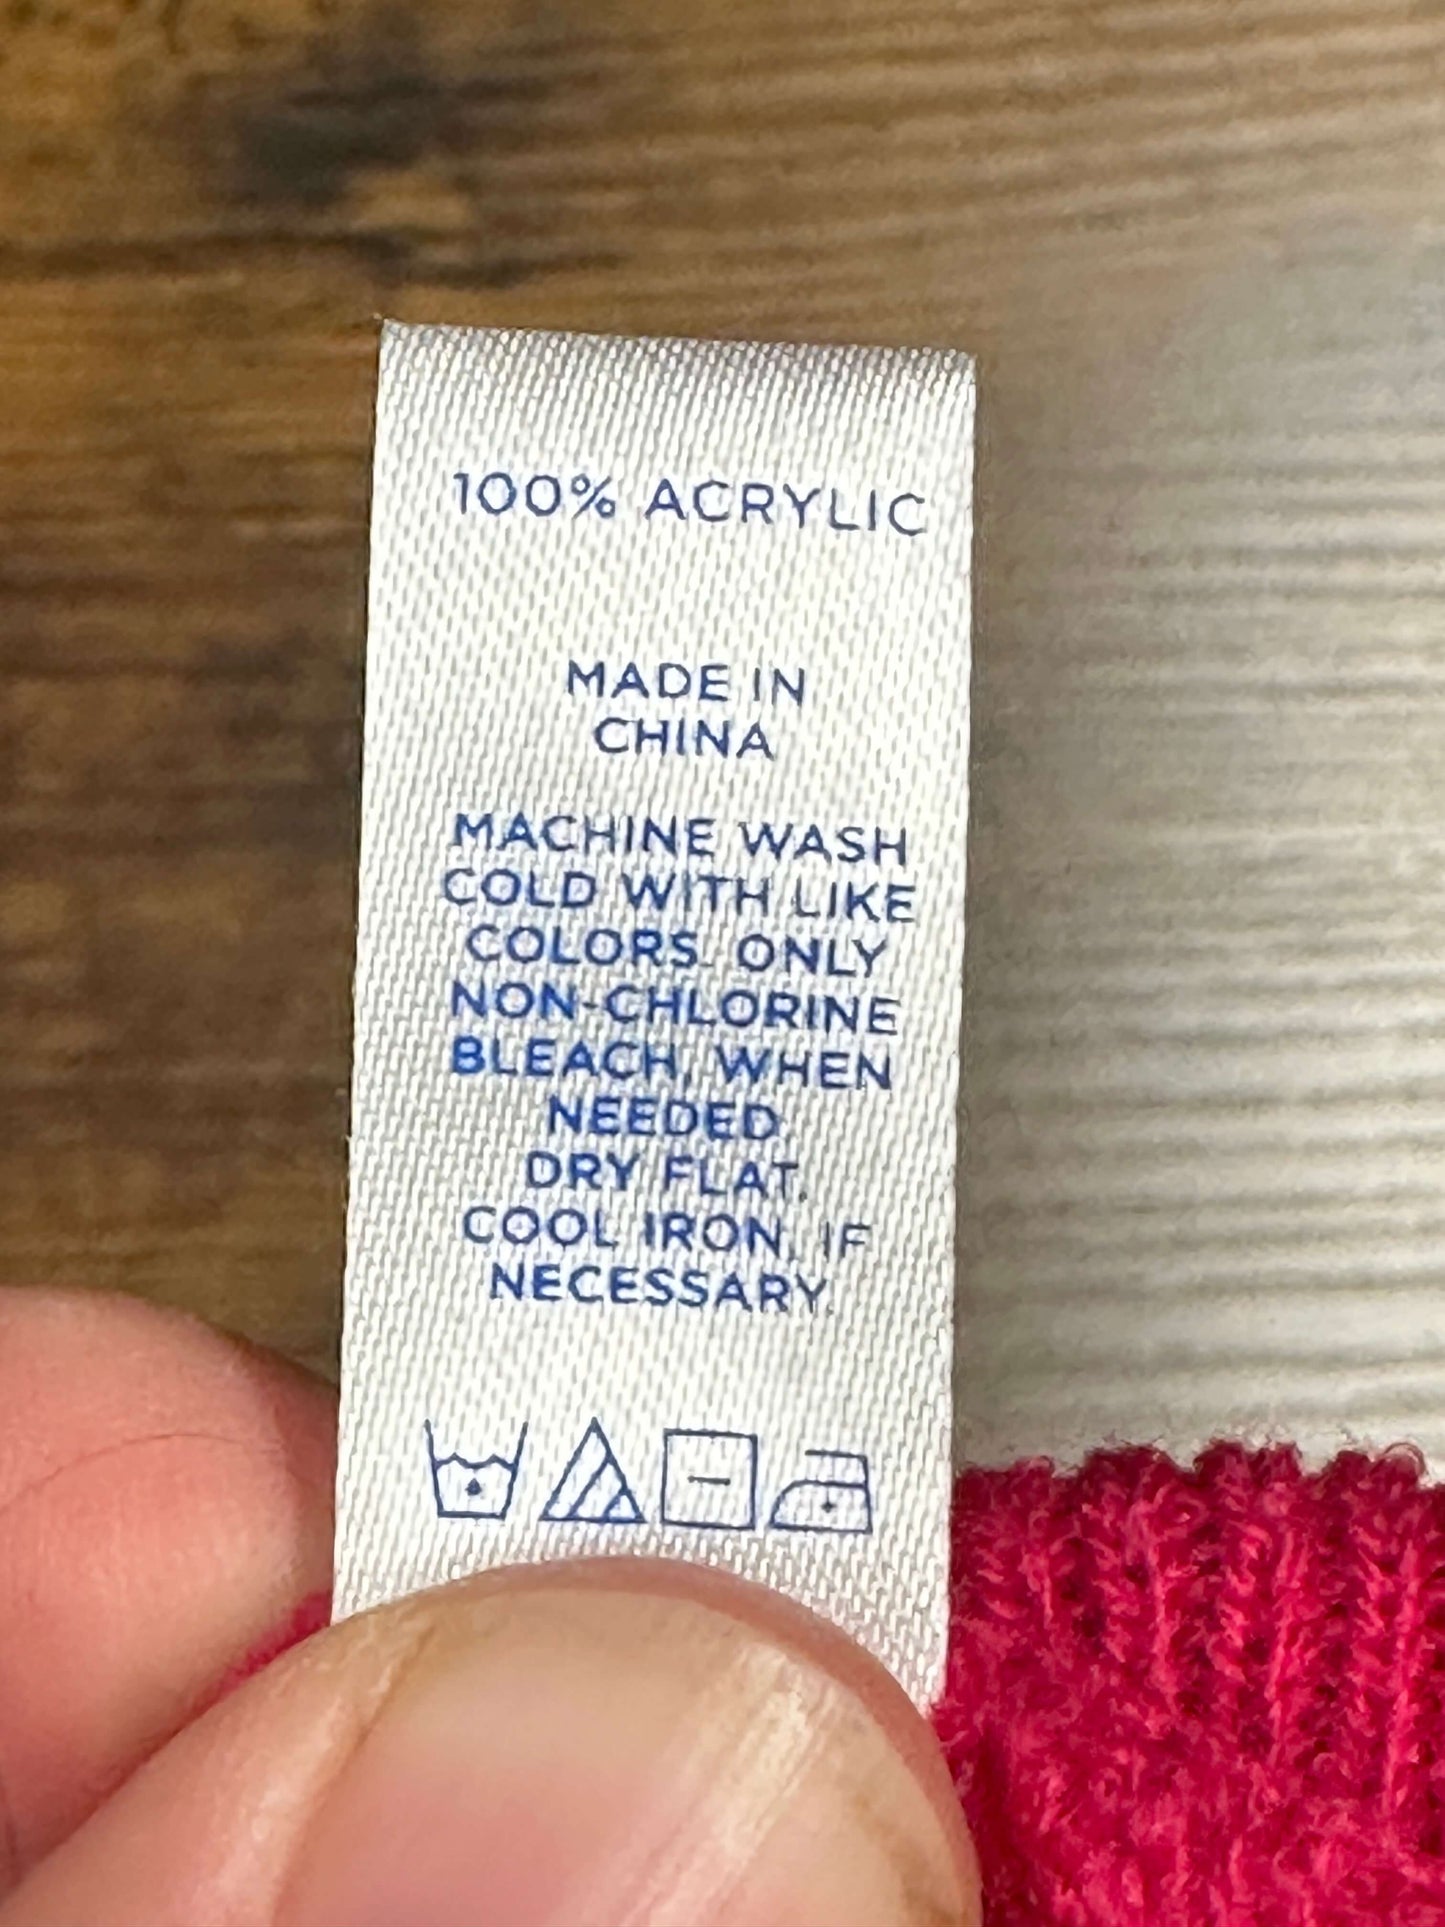 100% ACRYLIC
MADE IN
CHINA
MACHINE WASH
COLD WITH LIKE
COLORS. ONLY
NON-CHLORINE
BLEACH, WHEN
NEEDED
DRY FLAT.
COOL IRON, IF
NECESSARY.